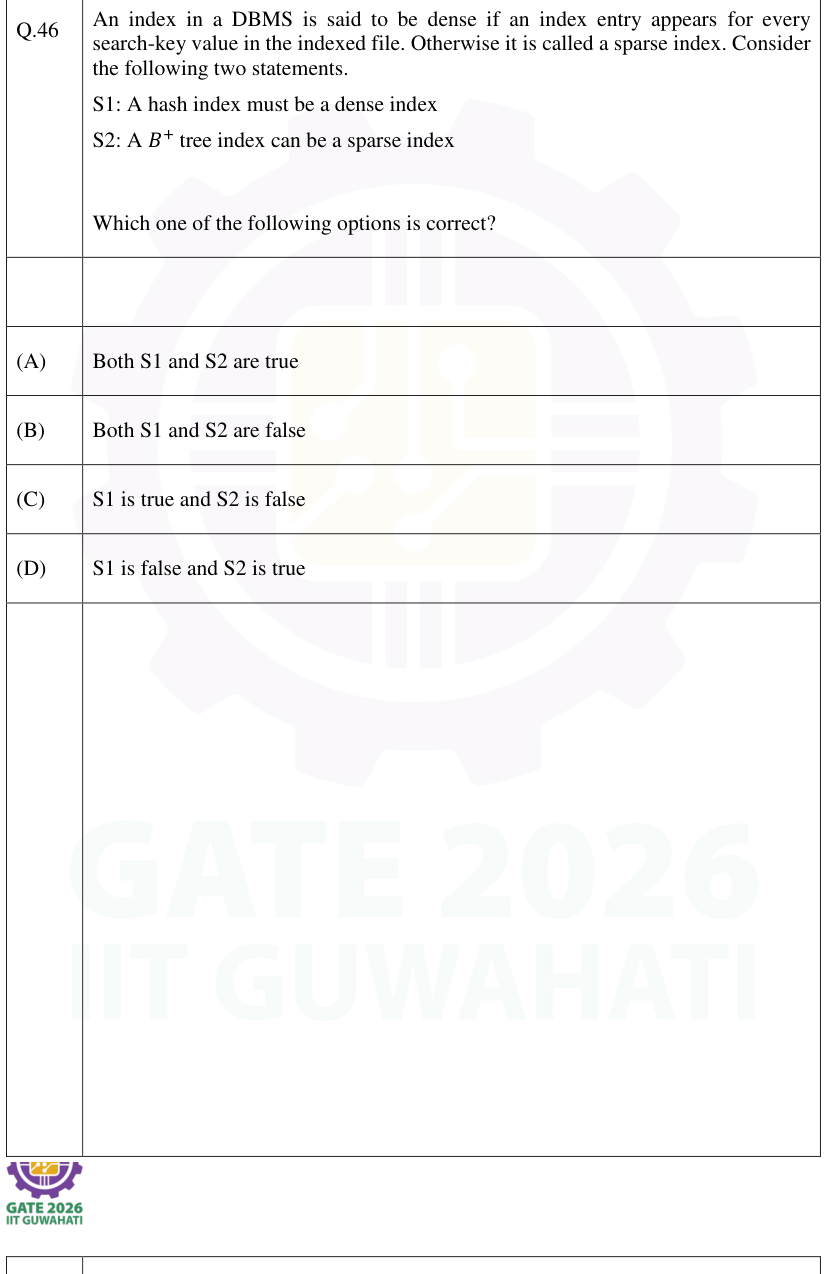 Q.46
An index in a DBMS is said to be dense if an index entry appears for every
search-key value in the indexed file. Otherwise it is called a sparse index. Consider
the following two statements.
S1: A hash index must be a dense index
S2: A B⁺ tree index can be a sparse index
Which one of the following options is correct?
(A) Both S1 and S2 are true
(B) Both S1 and S2 are false
(C) S1 is true and S2 is false
(D) S1 is false and S2 is true
GATE 2026
IIT GUWAHATI
GATE 2026
IIT GUWAHATI